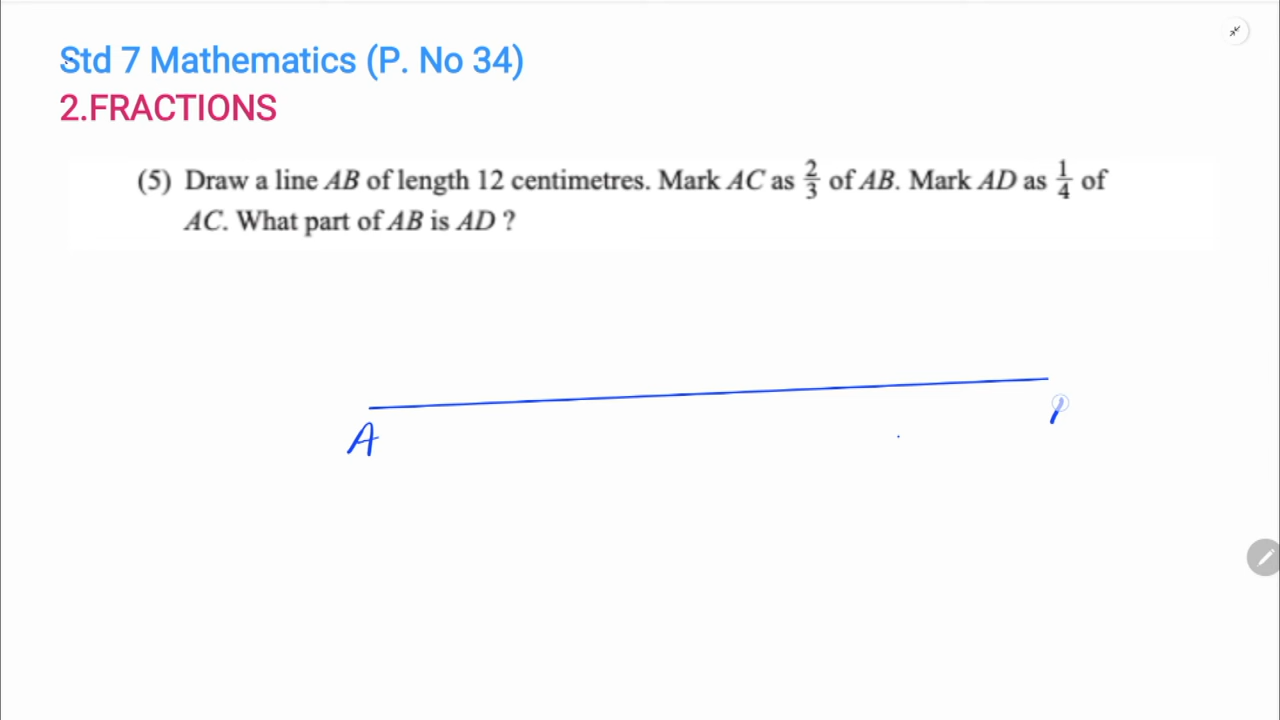 Std 7 Mathematics (P. No 34)
2.FRACTIONS
(5) Draw a line AB of length 12 centimetres. Mark AC as 2/3 of AB. Mark AD as 1/4 of
AC. What part of AB is AD ?
A